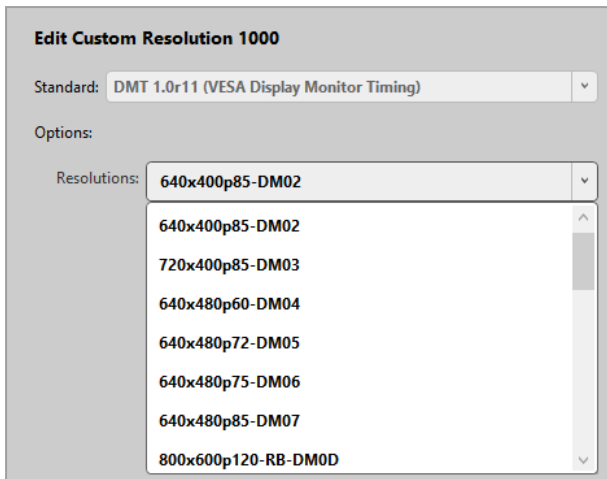 Edit Custom Resolution 1000
Standard: DMT 1.0r11 (VESA Display Monitor Timing)
Options:
Resolutions: 640x400p85-DM02
640x400p85-DM02
720x400p85-DM03
640x480p60-DM04
640x480p72-DM05
640x480p75-DM06
640x480p85-DM07
800x600p120-RB-DM0D